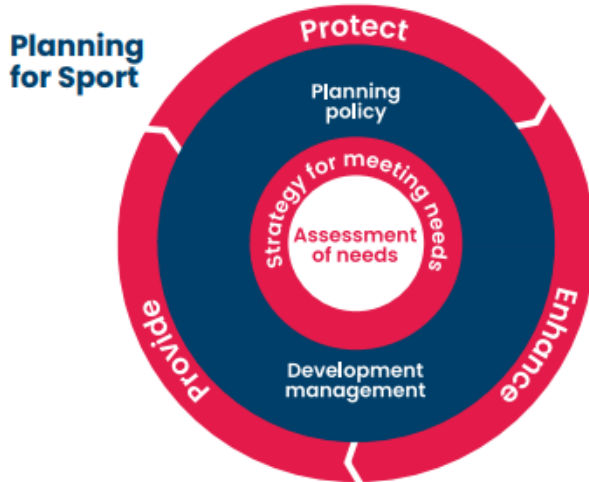 Planning
for Sport
Protect
Planning
policy
Strategy for meeting needs
Assessment
of needs
Provide
Enhance
Development
management